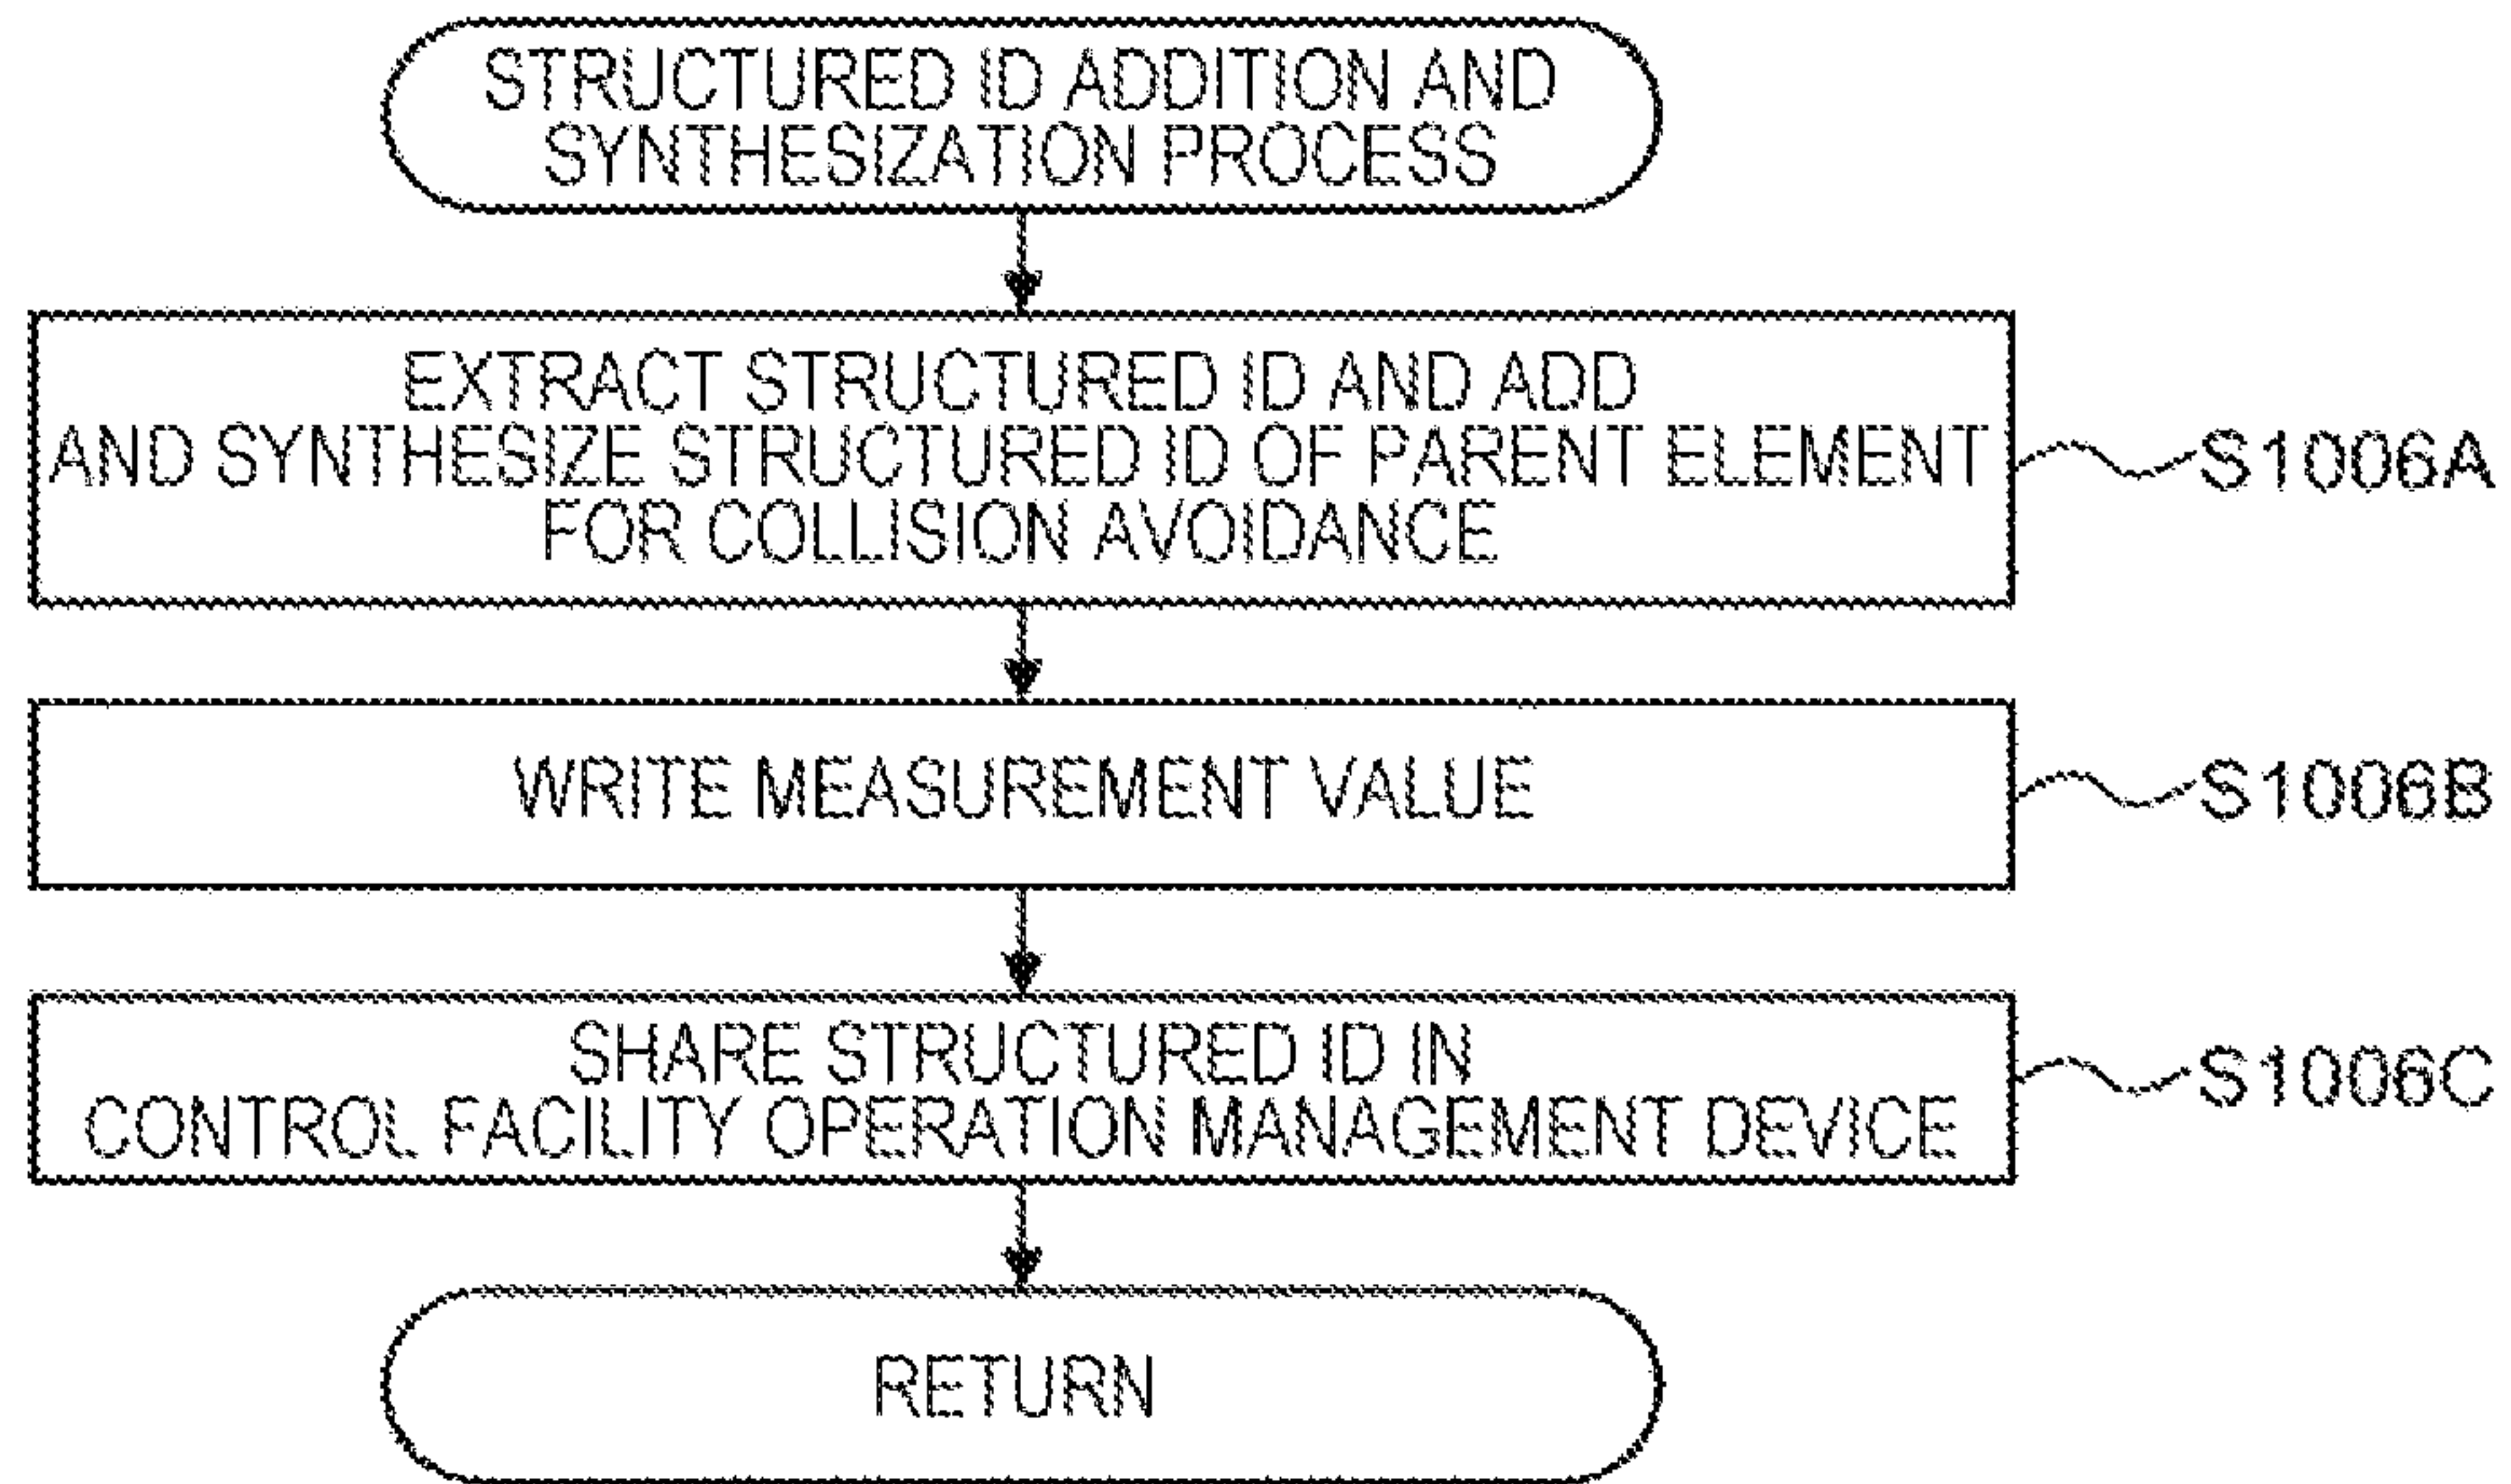 STRUCTURED ID ADDITION AND
SYNTHESIZATION PROCESS
EXTRACT STRUCTURED ID AND ADD
AND SYNTHESIZE STRUCTURED ID OF PARENT ELEMENT
FOR COLLISION AVOIDANCE
S1006A
WRITE MEASUREMENT VALUE
S1006B
SHARE STRUCTURED ID IN
CONTROL FACILITY OPERATION MANAGEMENT DEVICE
S1006C
RETURN